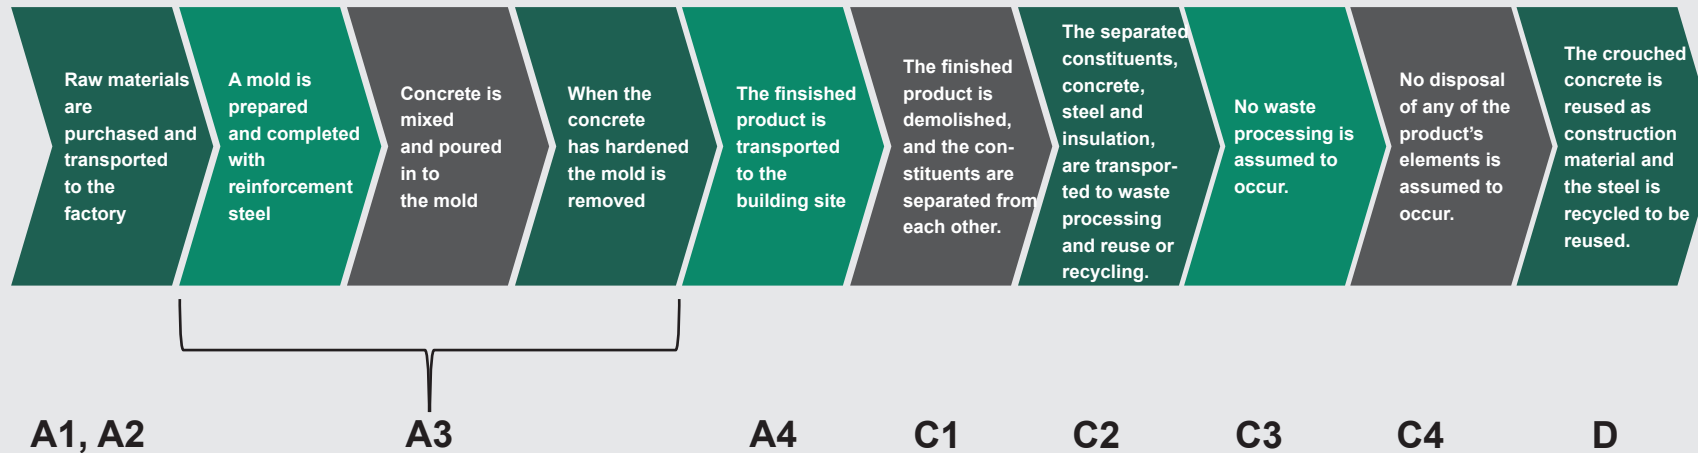 Raw materials
are
purchased and
transported
to the
factory
A mold is
prepared
and completed
with
reinforcement
steel
Concrete is
mixed
and poured
in to
the mold
When the
concrete
has hardened
the mold is
removed
The finsished
product is
transported
to the
building site
The finished
product is
demolished,
and the con-
stituents are
separated from
each other.
The separated
constituents,
concrete,
steel and
insulation,
are transpor-
ted to waste
processing
and reuse or
recycling.
No waste
processing is
assumed to
occur.
No disposal
of any of the
product’s
elements is
assumed to
occur.
The crouched
concrete is
reused as
construction
material and
the steel is
recycled to be
reused.
A1, A2
A3
A4
C1
C2
C3
C4
D